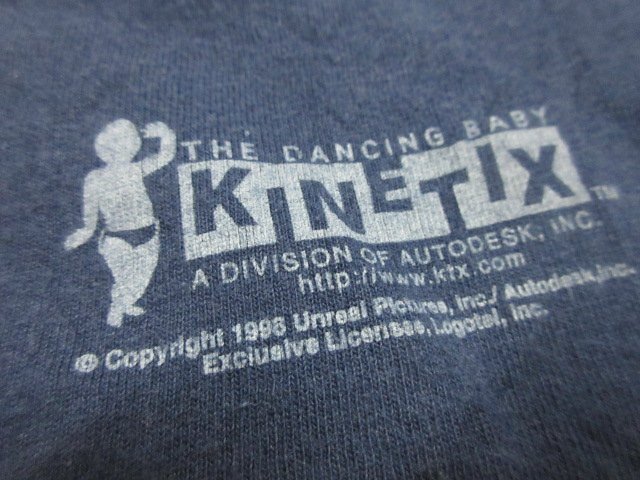 THE DANCING BABY
KINETIX™
A DIVISION OF AUTODESK, INC.
http://www.ktx.com
© Copyright 1998 Unreal Pictures, Inc./ Autodesk, Inc.
Exclusive Licensee, Logotel, Inc.